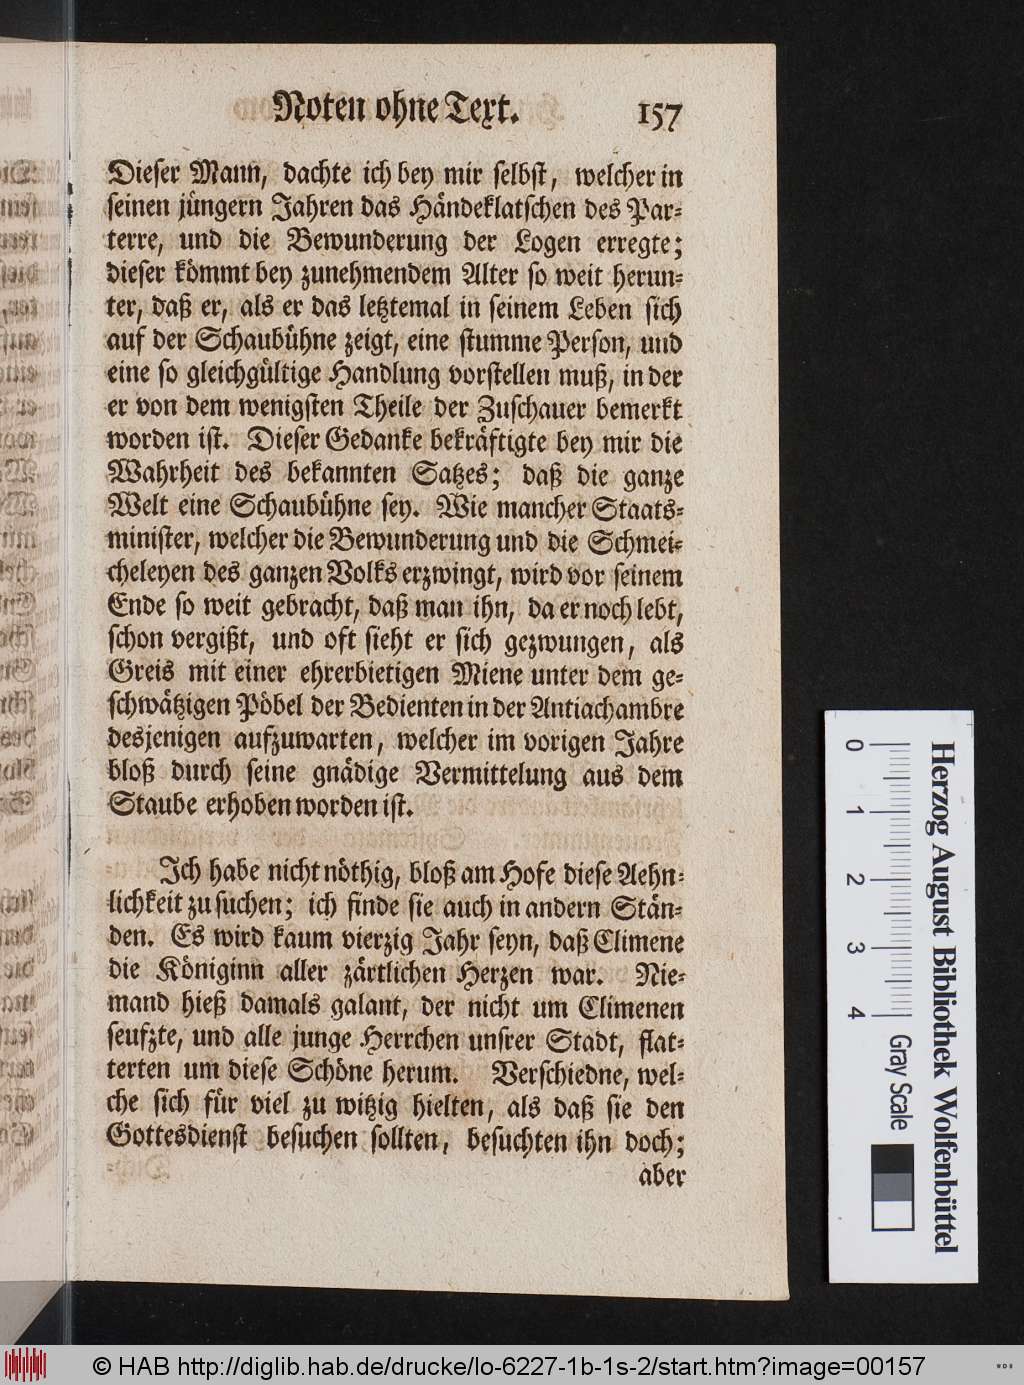 Noten ohne Text. 157
Dieser Mann, dachte ich bey mir selbst, welcher in
seinen jüngern Jahren das Händeklatschen des Par-
terre, und die Bewunderung der Logen erregte;
dieser kömmt bey zunehmendem Alter so weit herun-
ter, daß er, als er das letztemal in seinem Leben sich
auf der Schaubühne zeigt, eine stumme Person, und
eine so gleichgültige Handlung vorstellen muß, in der
er von dem wenigsten Theile der Zuschauer bemerkt
worden ist. Dieser Gedanke bekräftigte bey mir die
Wahrheit des bekannten Satzes; daß die ganze
Welt eine Schaubühne sey. Wie mancher Staats-
minister, welcher die Bewunderung und die Schmei-
cheleyen des ganzen Volks erzwingt, wird vor seinem
Ende so weit gebracht, daß man ihn, da er noch lebt,
schon vergißt, und oft sieht er sich gezwungen, als
Greis mit einer ehrerbietigen Miene unter dem ge-
schwätzigen Pöbel der Bedienten in der Antiachambre
desjenigen aufzuwarten, welcher im vorigen Jahre
bloß durch seine gnädige Vermittelung aus dem
Staube erhoben worden ist.
Ich habe nicht nöthig, bloß am Hofe diese Aehn-
lichkeit zu suchen; ich finde sie auch in andern Stän-
den. Es wird kaum vierzig Jahr seyn, daß Climene
die Königinn aller zärtlichen Herzen war. Nie-
mand hieß damals galant, der nicht um Climenen
seufzte, und alle junge Herrchen unsrer Stadt, flat-
terten um diese Schöne herum. Verschiedne, wel-
che sich für viel zu witzig hielten, als daß sie den
Gottesdienst besuchen sollten, besuchten ihn doch;
aber
0 1 2 3 4 Gray Scale
Herzog August Bibliothek Wolfenbüttel
© HAB http://diglib.hab.de/drucke/lo-6227-1b-1s-2/start.htm?image=00157